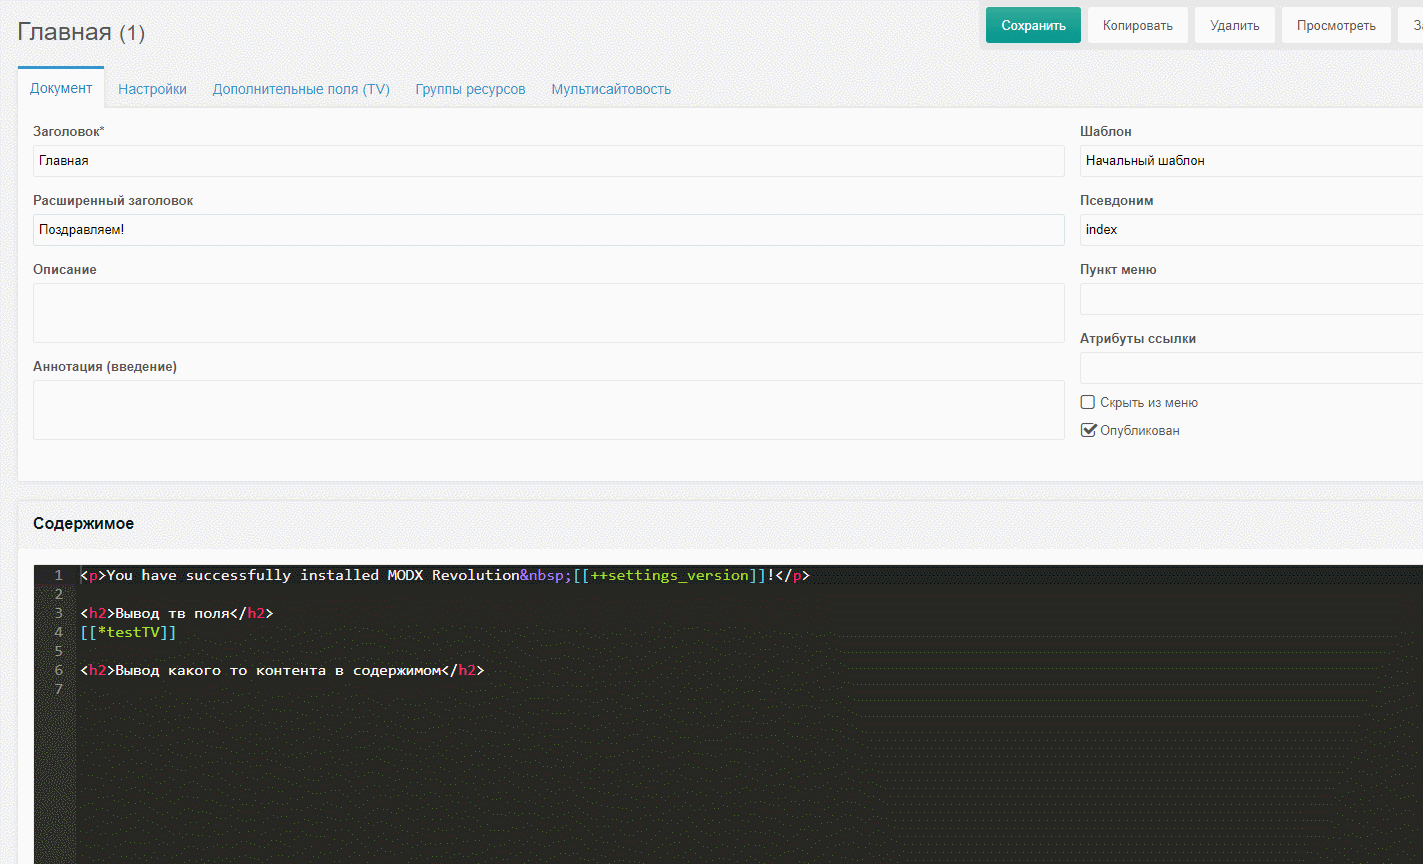 Главная (1)
Сохранить Копировать Удалить Просмотреть
Документ Настройки Дополнительные поля (TV) Группы ресурсов Мультисайтовость
Заголовок*
Главная
Расширенный заголовок
Поздравляем!
Описание
Аннотация (введение)
Шаблон
Начальный шаблон
Псевдоним
index
Пункт меню
Атрибуты ссылки
Скрыть из меню
Опубликован
Содержимое
1 <p>You have successfully installed MODX Revolution&nbsp;[[++settings_version]]!</p>
2
3 <h2>Вывод тв поля</h2>
4 [[*testTV]]
5
6 <h2>Вывод какого то контента в содержимом</h2>
7